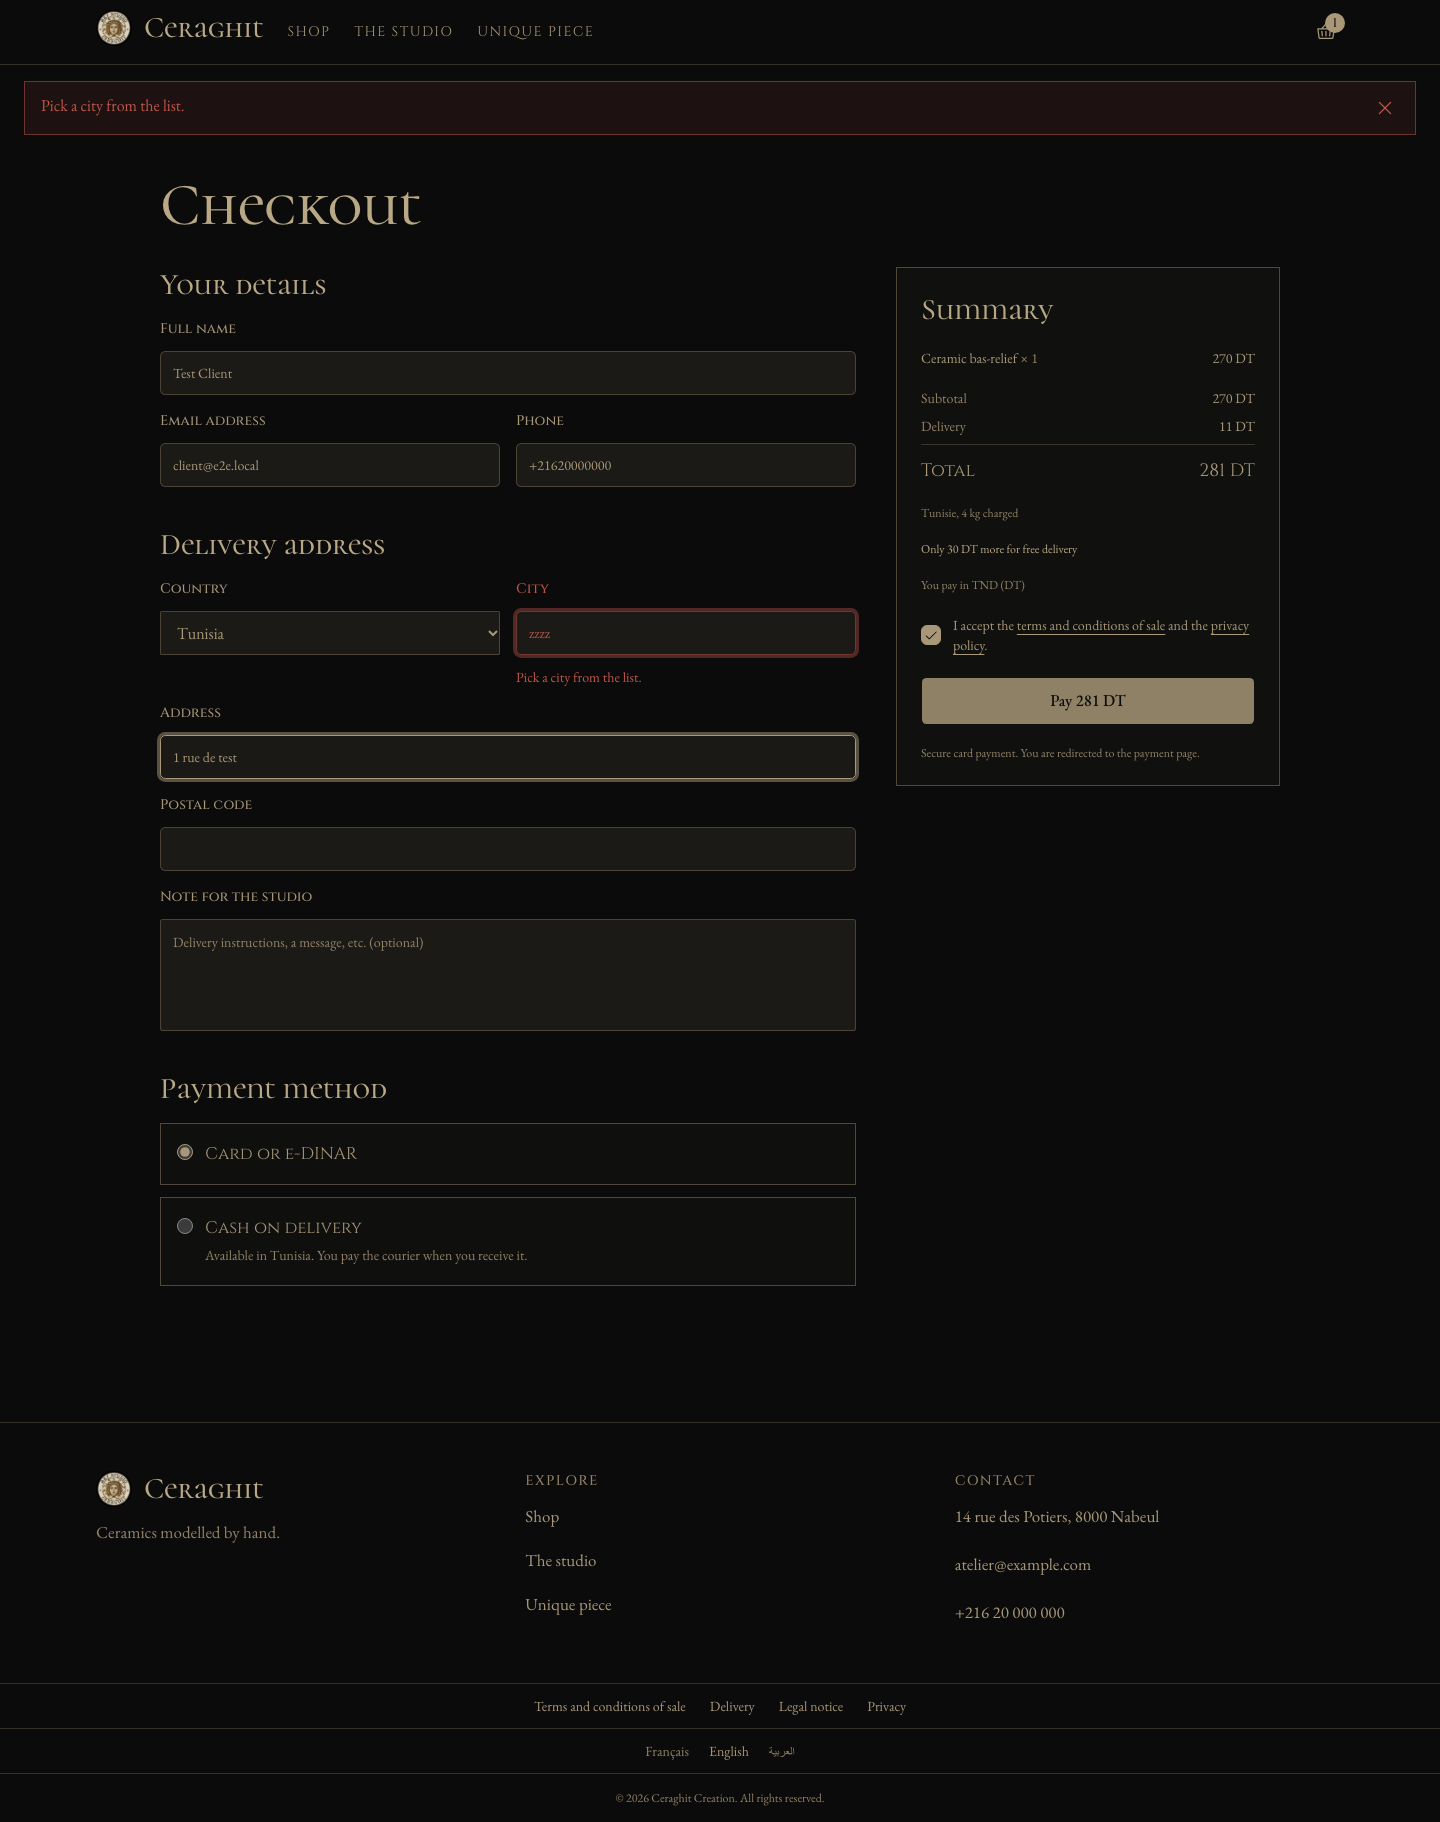 Ceraghit
SHOP
THE STUDIO
UNIQUE PIECE
1
Pick a city from the list.
Checkout
Your details
Full name
Test Client
Email address
Phone
client@e2e.local
+21620000000
Delivery address
Country
City
Tunisia
zzzz
Pick a city from the list.
Address
1 rue de test
Postal code
Note for the studio
Delivery instructions, a message, etc. (optional)
Payment method
Card or e-DINAR
Cash on delivery
Available in Tunisia. You pay the courier when you receive it.
Summary
Ceramic bas-relief × 1
270 DT
Subtotal
270 DT
Delivery
11 DT
Total
281 DT
Tunisie, 4 kg charged
Only 30 DT more for free delivery
You pay in TND (DT)
I accept the terms and conditions of sale and the privacy
policy.
Pay 281 DT
Secure card payment. You are redirected to the payment page.
Ceraghit
Ceramics modelled by hand.
EXPLORE
Shop
The studio
Unique piece
CONTACT
14 rue des Potiers, 8000 Nabeul
atelier@example.com
+216 20 000 000
Terms and conditions of sale
Delivery
Legal notice
Privacy
Français
English
العربية
© 2026 Ceraghit Creation. All rights reserved.